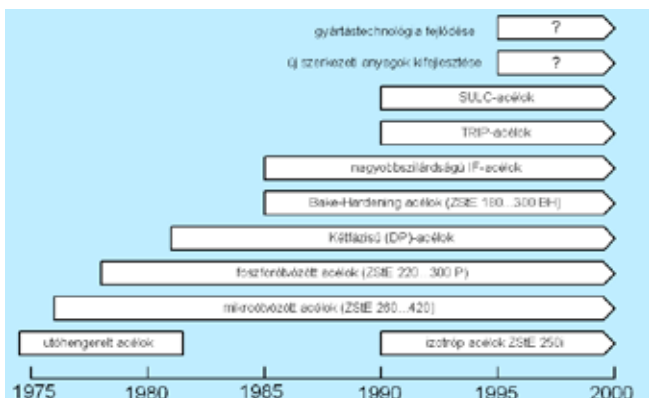 gyártástechnológia fejlődése
?
új szerkezeti anyagok kifejlesztése
?
SULC-acélok
TRIP-acélok
nagyobbszilárdságú IF-acélok
Bake-Hardening acélok (ZStE 180...300 BH)
Kétfázisú (DP)-acélok
foszforötvözött acélok (ZStE 220...300 P)
mikroötvözött acélok (ZStE 260...420)
utóhengerelt acélok
izotróp acélok ZStE 250i
1975
1980
1985
1990
1995
2000